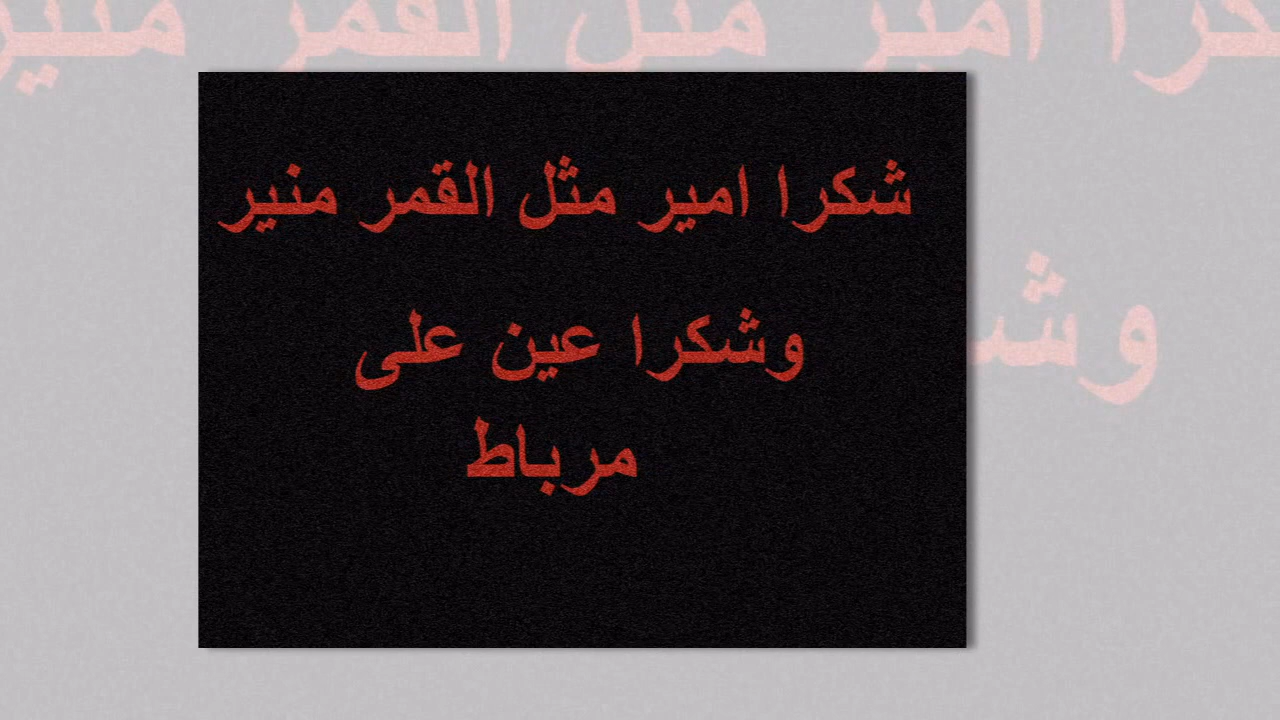 شكرا امير مثل القمر منير
وشكرا عين على
مرباط